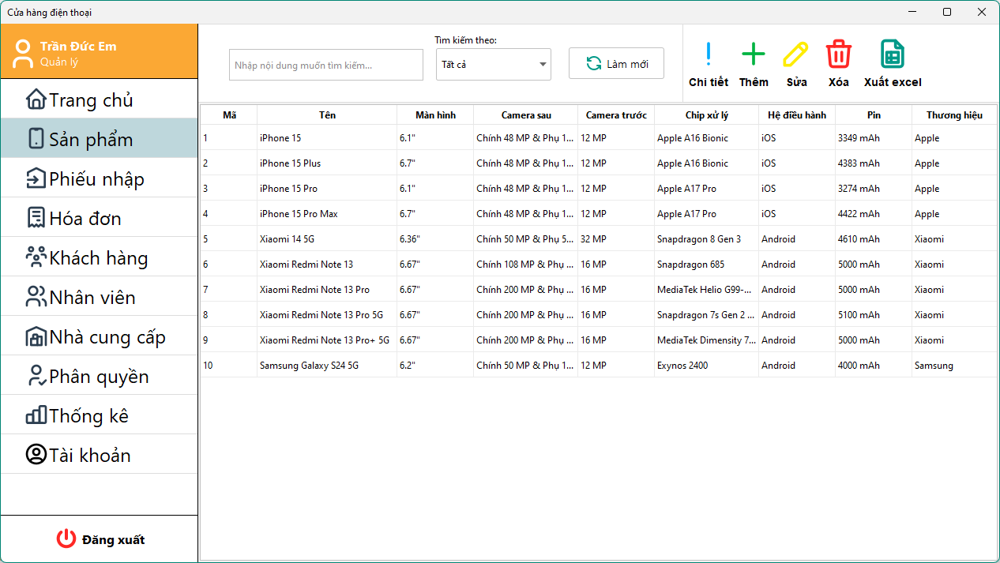 Cửa hàng điện thoại
Trần Đức Em
Quản lý
Trang chủ
Sản phẩm
Phiếu nhập
Hóa đơn
Khách hàng
Nhân viên
Nhà cung cấp
Phân quyền
Thống kê
Tài khoản
Đăng xuất
Tìm kiếm theo:
Nhập nội dung muốn tìm kiếm... Tất cả Làm mới
Chi tiết Thêm Sửa Xóa Xuất excel
Mã Tên Màn hình Camera sau Camera trước Chip xử lý Hệ điều hành Pin Thương hiệu
1 iPhone 15 6.1" Chính 48 MP & Phụ 1... 12 MP Apple A16 Bionic iOS 3349 mAh Apple
2 iPhone 15 Plus 6.7" Chính 48 MP & Phụ 1... 12 MP Apple A16 Bionic iOS 4383 mAh Apple
3 iPhone 15 Pro 6.1" Chính 48 MP & Phụ 1... 12 MP Apple A17 Pro iOS 3274 mAh Apple
4 iPhone 15 Pro Max 6.7" Chính 48 MP & Phụ 1... 12 MP Apple A17 Pro iOS 4422 mAh Apple
5 Xiaomi 14 5G 6.36" Chính 50 MP & Phụ 5... 32 MP Snapdragon 8 Gen 3 Android 4610 mAh Xiaomi
6 Xiaomi Redmi Note 13 6.67" Chính 108 MP & Phụ ... 16 MP Snapdragon 685 Android 5000 mAh Xiaomi
7 Xiaomi Redmi Note 13 Pro 6.67" Chính 200 MP & Phụ ... 16 MP MediaTek Helio G99-... Android 5000 mAh Xiaomi
8 Xiaomi Redmi Note 13 Pro 5G 6.67" Chính 200 MP & Phụ ... 16 MP Snapdragon 7s Gen 2 ... Android 5100 mAh Xiaomi
9 Xiaomi Redmi Note 13 Pro+ 5G 6.67" Chính 200 MP & Phụ ... 16 MP MediaTek Dimensity 7... Android 5000 mAh Xiaomi
10 Samsung Galaxy S24 5G 6.2" Chính 50 MP & Phụ 1... 12 MP Exynos 2400 Android 4000 mAh Samsung